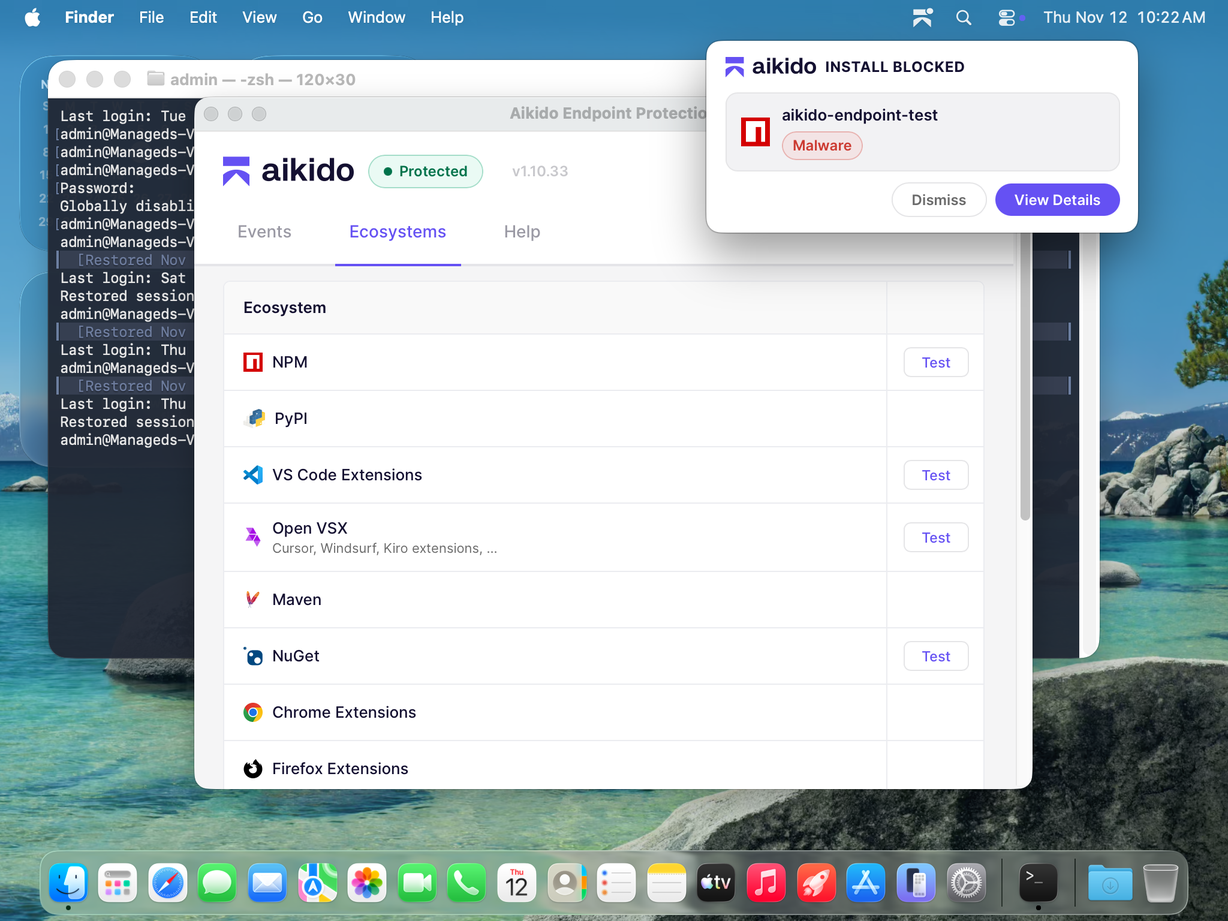 Finder File Edit View Go Window Help Thu Nov 12 10:22 AM
aikido INSTALL BLOCKED
aikido-endpoint-test
Malware
Dismiss View Details
admin — -zsh — 120×30
Last login: Tue
[admin@Manageds-V
[admin@Manageds-V
[admin@Manageds-V
[Password:
Globally disabli
[admin@Manageds-V
admin@Manageds-V
[Restored Nov
Last login: Sat
Restored session
admin@Manageds-V
[Restored Nov
Last login: Thu
admin@Manageds-V
[Restored Nov
Last login: Thu
Restored session
admin@Manageds-V
Aikido Endpoint Protectio
aikido Protected v1.10.33
Events Ecosystems Help
Ecosystem
NPM Test
PyPI
VS Code Extensions Test
Open VSX Test
Cursor, Windsurf, Kiro extensions, ...
Maven
NuGet Test
Chrome Extensions
Firefox Extensions
Thu
12
tv
>_